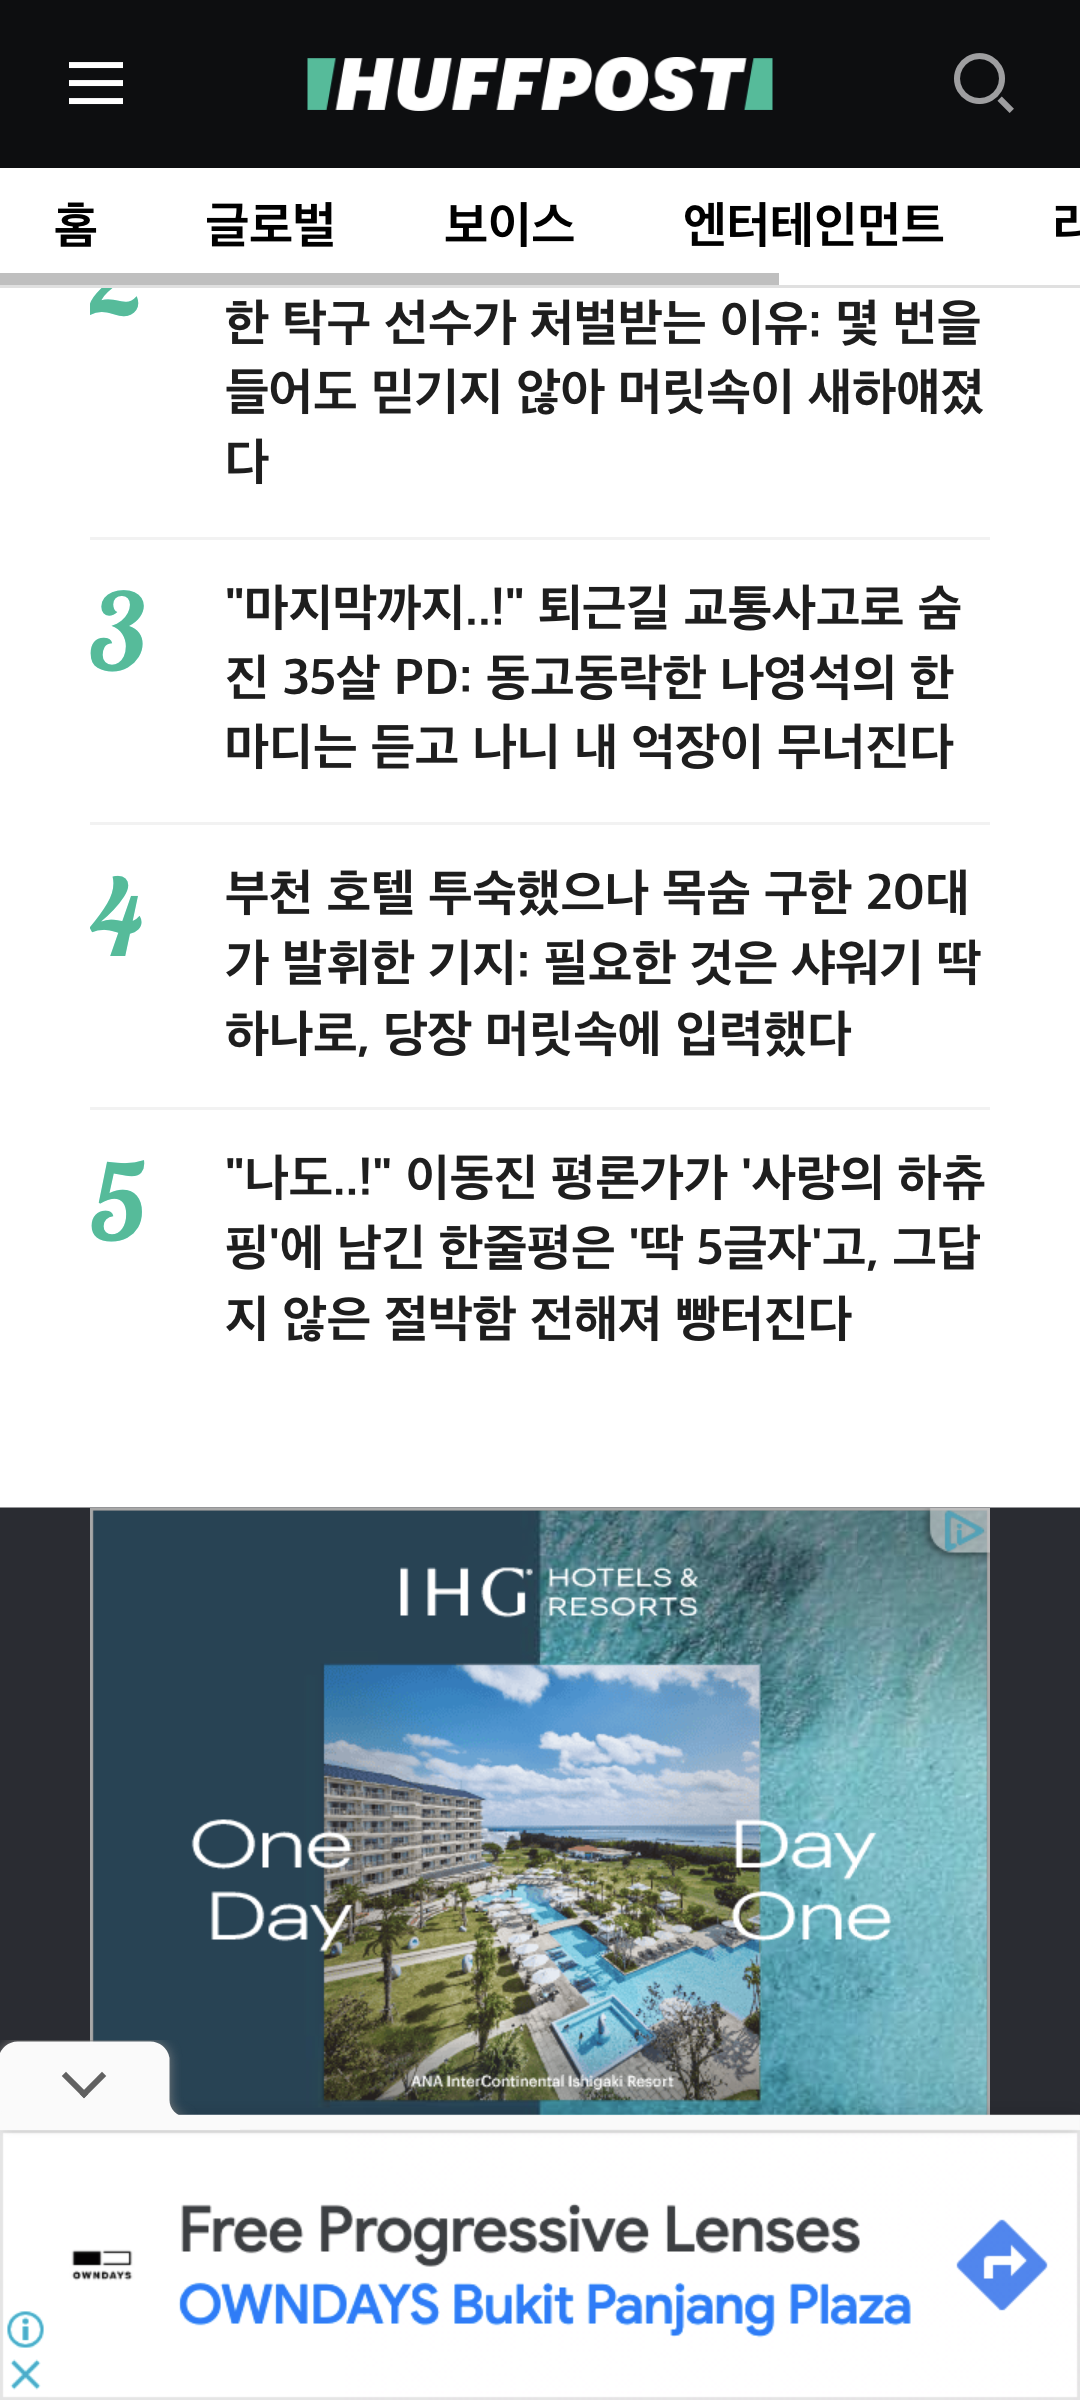 HUFFPOST
홈 글로벌 보이스 엔터테인먼트
2
한 탁구 선수가 처벌받는 이유: 몇 번을
들어도 믿기지 않아 머릿속이 새하얘졌
다
3
"마지막까지..!" 퇴근길 교통사고로 숨
진 35살 PD: 동고동락한 나영석의 한
마디는 듣고 나니 내 억장이 무너진다
4
부천 호텔 투숙했으나 목숨 구한 20대
가 발휘한 기지: 필요한 것은 샤워기 딱
하나로, 당장 머릿속에 입력했다
5
"나도..!" 이동진 평론가가 '사랑의 하츄
핑'에 남긴 한줄평은 '딱 5글자'고, 그답
지 않은 절박함 전해져 빵터진다
IHG HOTELS &
RESORTS
One Day
Day One
ANA InterContinental Ishigaki Resort
Free Progressive Lenses
OWNDAYS
OWNDAYS Bukit Panjang Plaza